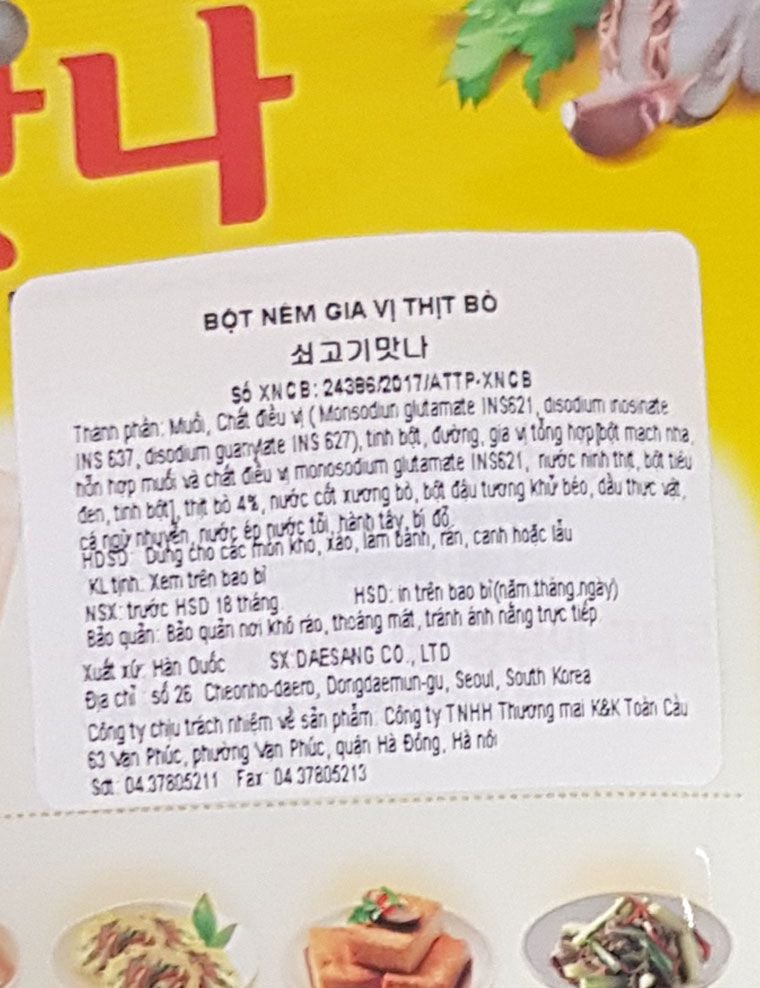 맛나
BỘT NÊM GIA VỊ THỊT BÒ
쇠고기맛나
Số XNCB: 24386/2017/ATTP-XNCB
Thành phần: Muối, Chất điều vị ( Monsodiun glutamate INS621, disodium inosinate
INS 637, disodium guanylate INS 627), tinh bột, đường, gia vị tổng hợp[bột mạch nha,
hỗn hợp muối và chất điều vị monosodium glutamate INS621, nước ninh thịt, bột tiêu
đen, tinh bột], thịt bò 4%, nước cốt xương bò, bột đậu tương khử béo, dầu thực vật,
cá ngừ nhuyễn, nước ép nước tỏi, hành tây, bí đỏ
HDSD: Dùng cho các món kho, xào, làm bánh, rán, canh hoặc lẩu
KL tịnh: Xem trên bao bì
NSX: trước HSD 18 tháng. HSD: in trên bao bì(năm.tháng.ngày)
Bảo quản: Bảo quản nơi khô ráo, thoáng mát, tránh ánh nắng trực tiếp
Xuất xứ: Hàn Quốc SX:DAESANG CO., LTD
Địa chỉ : số 26 Cheonho-daero, Dongdaemun-gu, Seoul, South Korea
Công ty chịu trách nhiệm về sản phẩm: Công ty TNHH Thương mại K&K Toàn Cầu
63 Vạn Phúc, phường Vạn Phúc, quận Hà Đông, Hà nội
Sđt: 04.37805211 Fax: 04 37805213